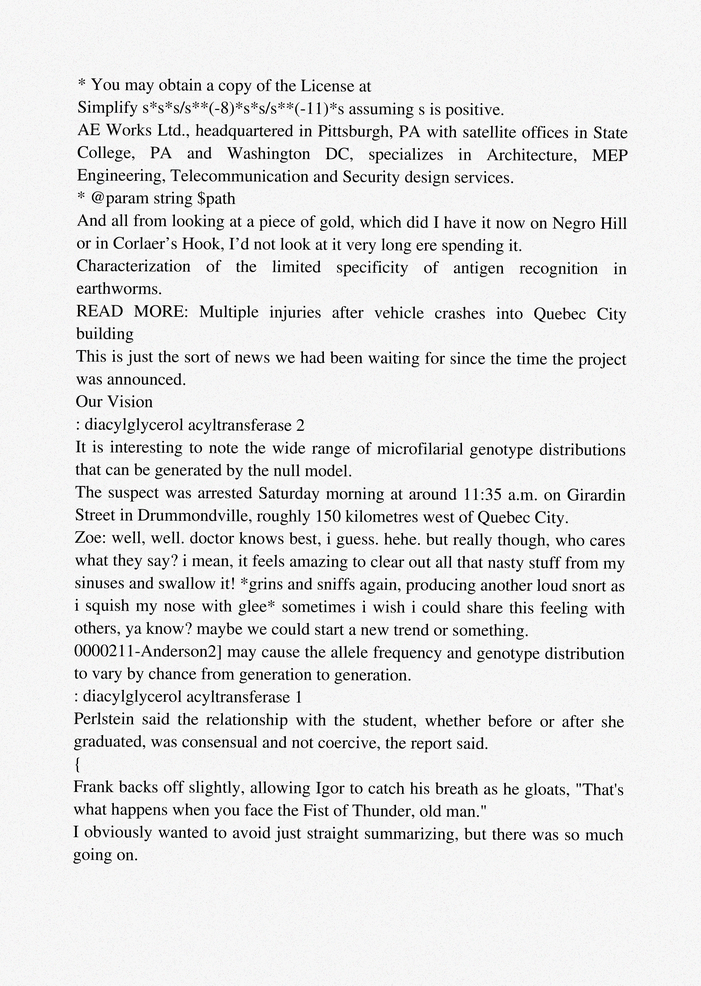 * You may obtain a copy of the License at
Simplify s*s*s/s**(-8)*s*s/s**(-11)*s assuming s is positive.
AE Works Ltd., headquartered in Pittsburgh, PA with satellite offices in State
College, PA and Washington DC, specializes in Architecture, MEP
Engineering, Telecommunication and Security design services.
* @param string $path
And all from looking at a piece of gold, which did I have it now on Negro Hill
or in Corlaer’s Hook, I’d not look at it very long ere spending it.
Characterization of the limited specificity of antigen recognition in
earthworms.
READ MORE: Multiple injuries after vehicle crashes into Quebec City
building
This is just the sort of news we had been waiting for since the time the project
was announced.
Our Vision
: diacylglycerol acyltransferase 2
It is interesting to note the wide range of microfilarial genotype distributions
that can be generated by the null model.
The suspect was arrested Saturday morning at around 11:35 a.m. on Girardin
Street in Drummondville, roughly 150 kilometres west of Quebec City.
Zoe: well, well. doctor knows best, i guess. hehe. but really though, who cares
what they say? i mean, it feels amazing to clear out all that nasty stuff from my
sinuses and swallow it! *grins and sniffs again, producing another loud snort as
i squish my nose with glee* sometimes i wish i could share this feeling with
others, ya know? maybe we could start a new trend or something.
0000211-Anderson2] may cause the allele frequency and genotype distribution
to vary by chance from generation to generation.
: diacylglycerol acyltransferase 1
Perlstein said the relationship with the student, whether before or after she
graduated, was consensual and not coercive, the report said.
{
Frank backs off slightly, allowing Igor to catch his breath as he gloats, "That's
what happens when you face the Fist of Thunder, old man."
I obviously wanted to avoid just straight summarizing, but there was so much
going on.